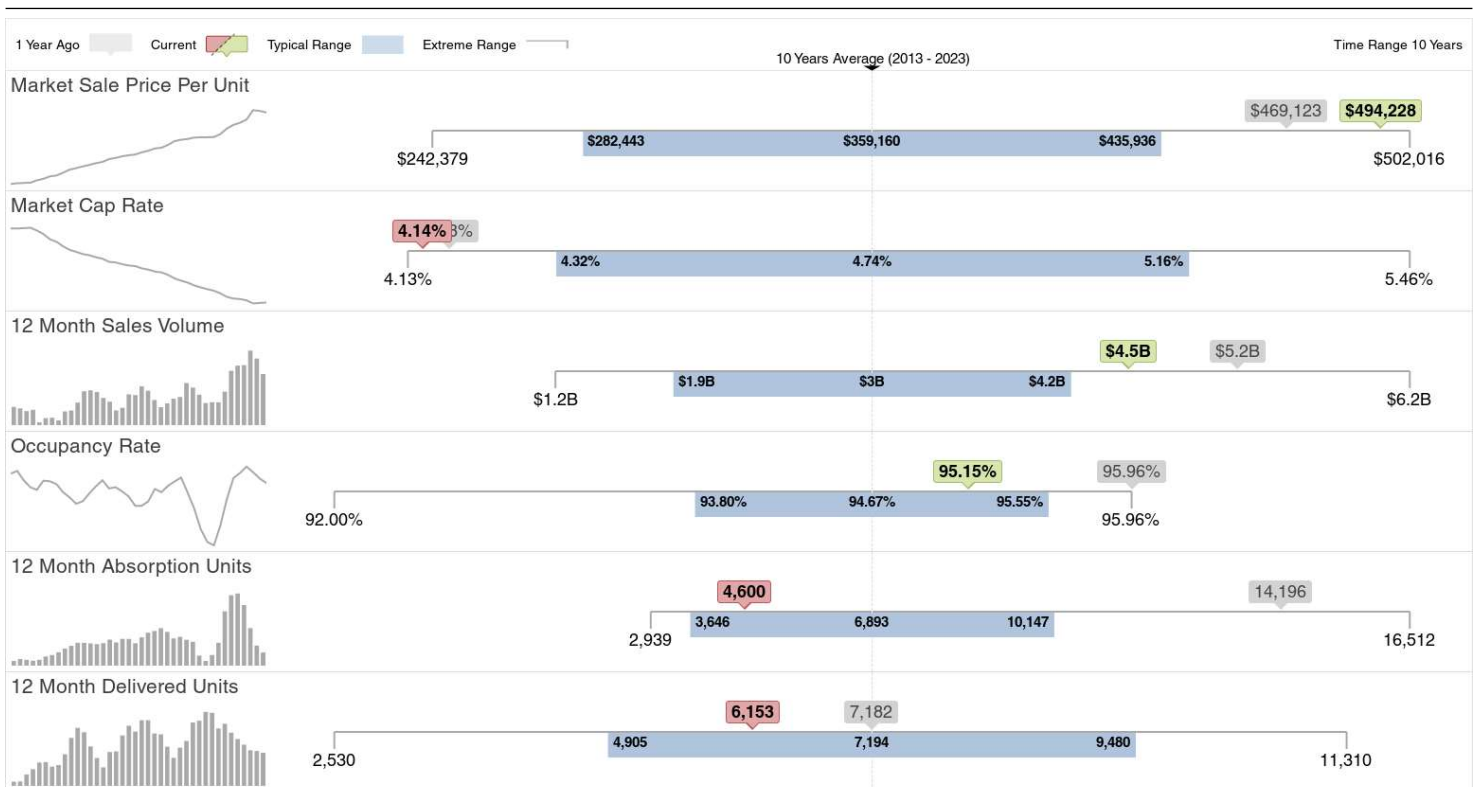 1 Year Ago Current Typical Range Extreme Range
10 Years Average (2013 - 2023)
Time Range 10 Years
Market Sale Price Per Unit
$469,123 $494,228
$282,443 $359,160 $435,936
$242,379 $502,016
Market Cap Rate
4.14% 3%
4.32% 4.74% 5.16%
4.13% 5.46%
12 Month Sales Volume
$4.5B $5.2B
$1.9B $3B $4.2B
$1.2B $6.2B
Occupancy Rate
95.15% 95.96%
93.80% 94.67% 95.55%
92.00% 95.96%
12 Month Absorption Units
4,600 14,196
3,646 6,893 10,147
2,939 16,512
12 Month Delivered Units
6,153 7,182
4,905 7,194 9,480
2,530 11,310